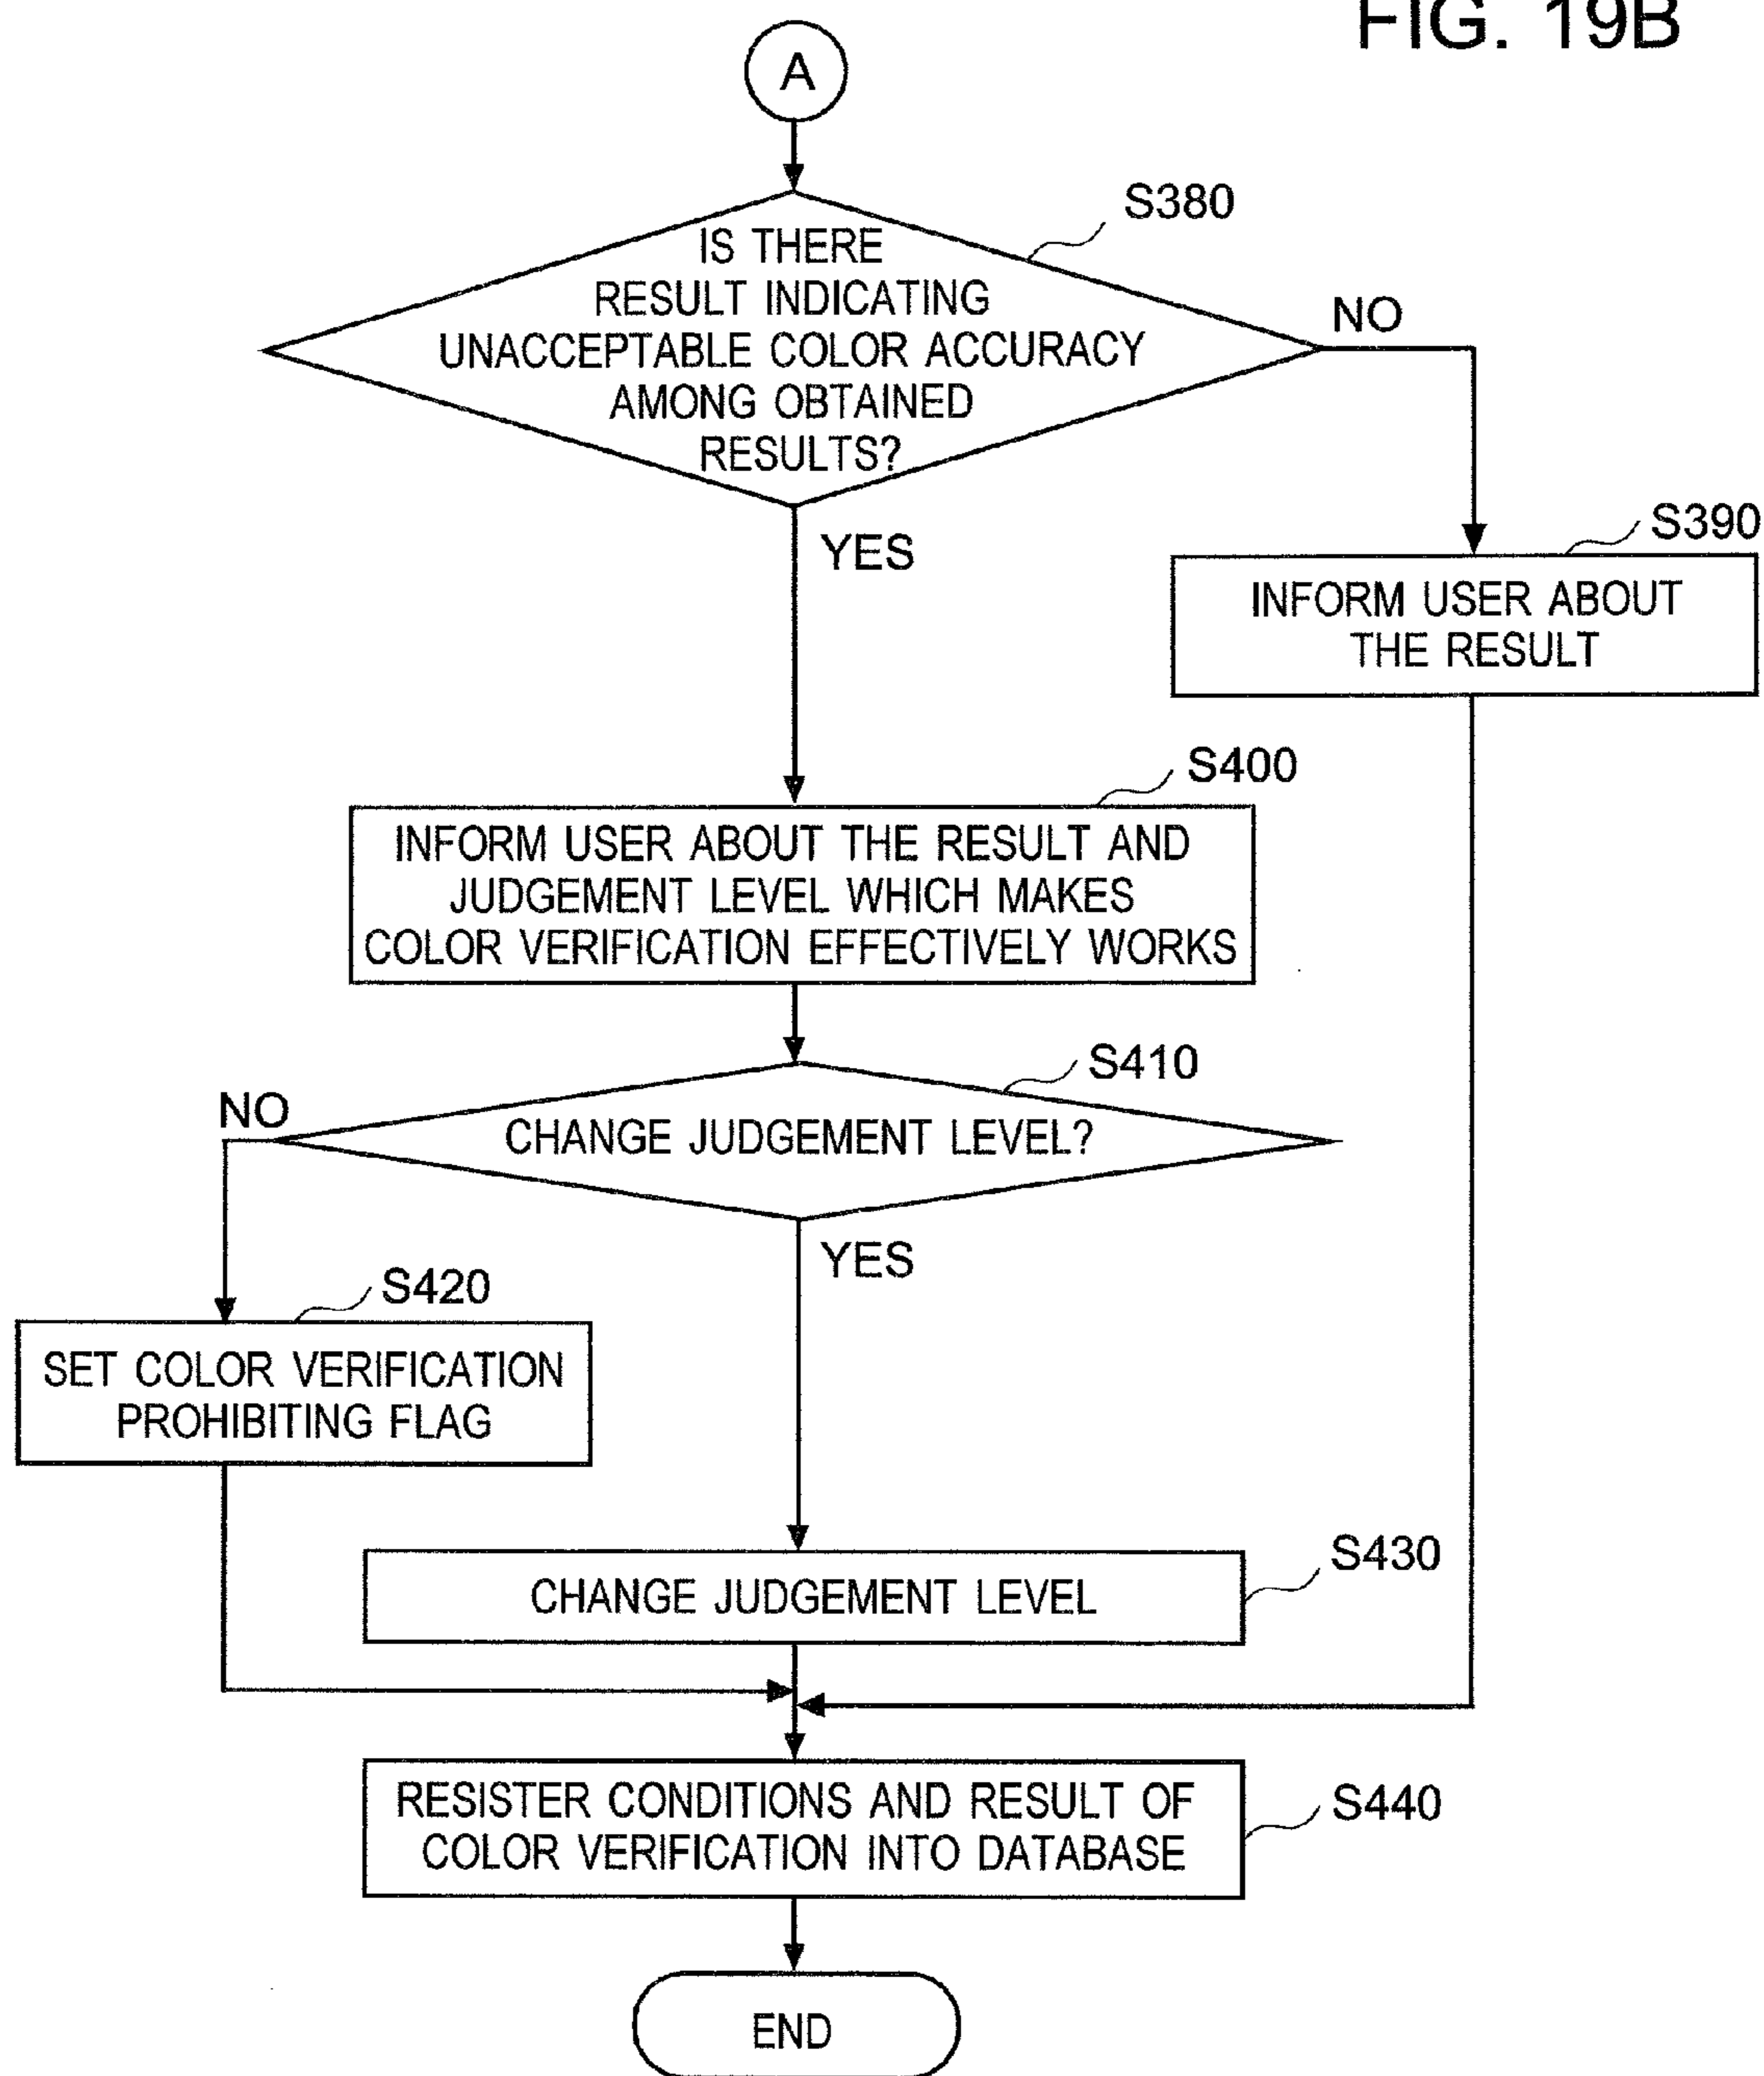 FIG. 19B
A
S380
IS THERE
RESULT INDICATING
UNACCEPTABLE COLOR ACCURACY
AMONG OBTAINED
RESULTS?
NO
YES
S390
INFORM USER ABOUT
THE RESULT
S400
INFORM USER ABOUT THE RESULT AND
JUDGEMENT LEVEL WHICH MAKES
COLOR VERIFICATION EFFECTIVELY WORKS
S410
NO
CHANGE JUDGEMENT LEVEL?
YES
S420
SET COLOR VERIFICATION
PROHIBITING FLAG
S430
CHANGE JUDGEMENT LEVEL
S440
RESISTER CONDITIONS AND RESULT OF
COLOR VERIFICATION INTO DATABASE
END